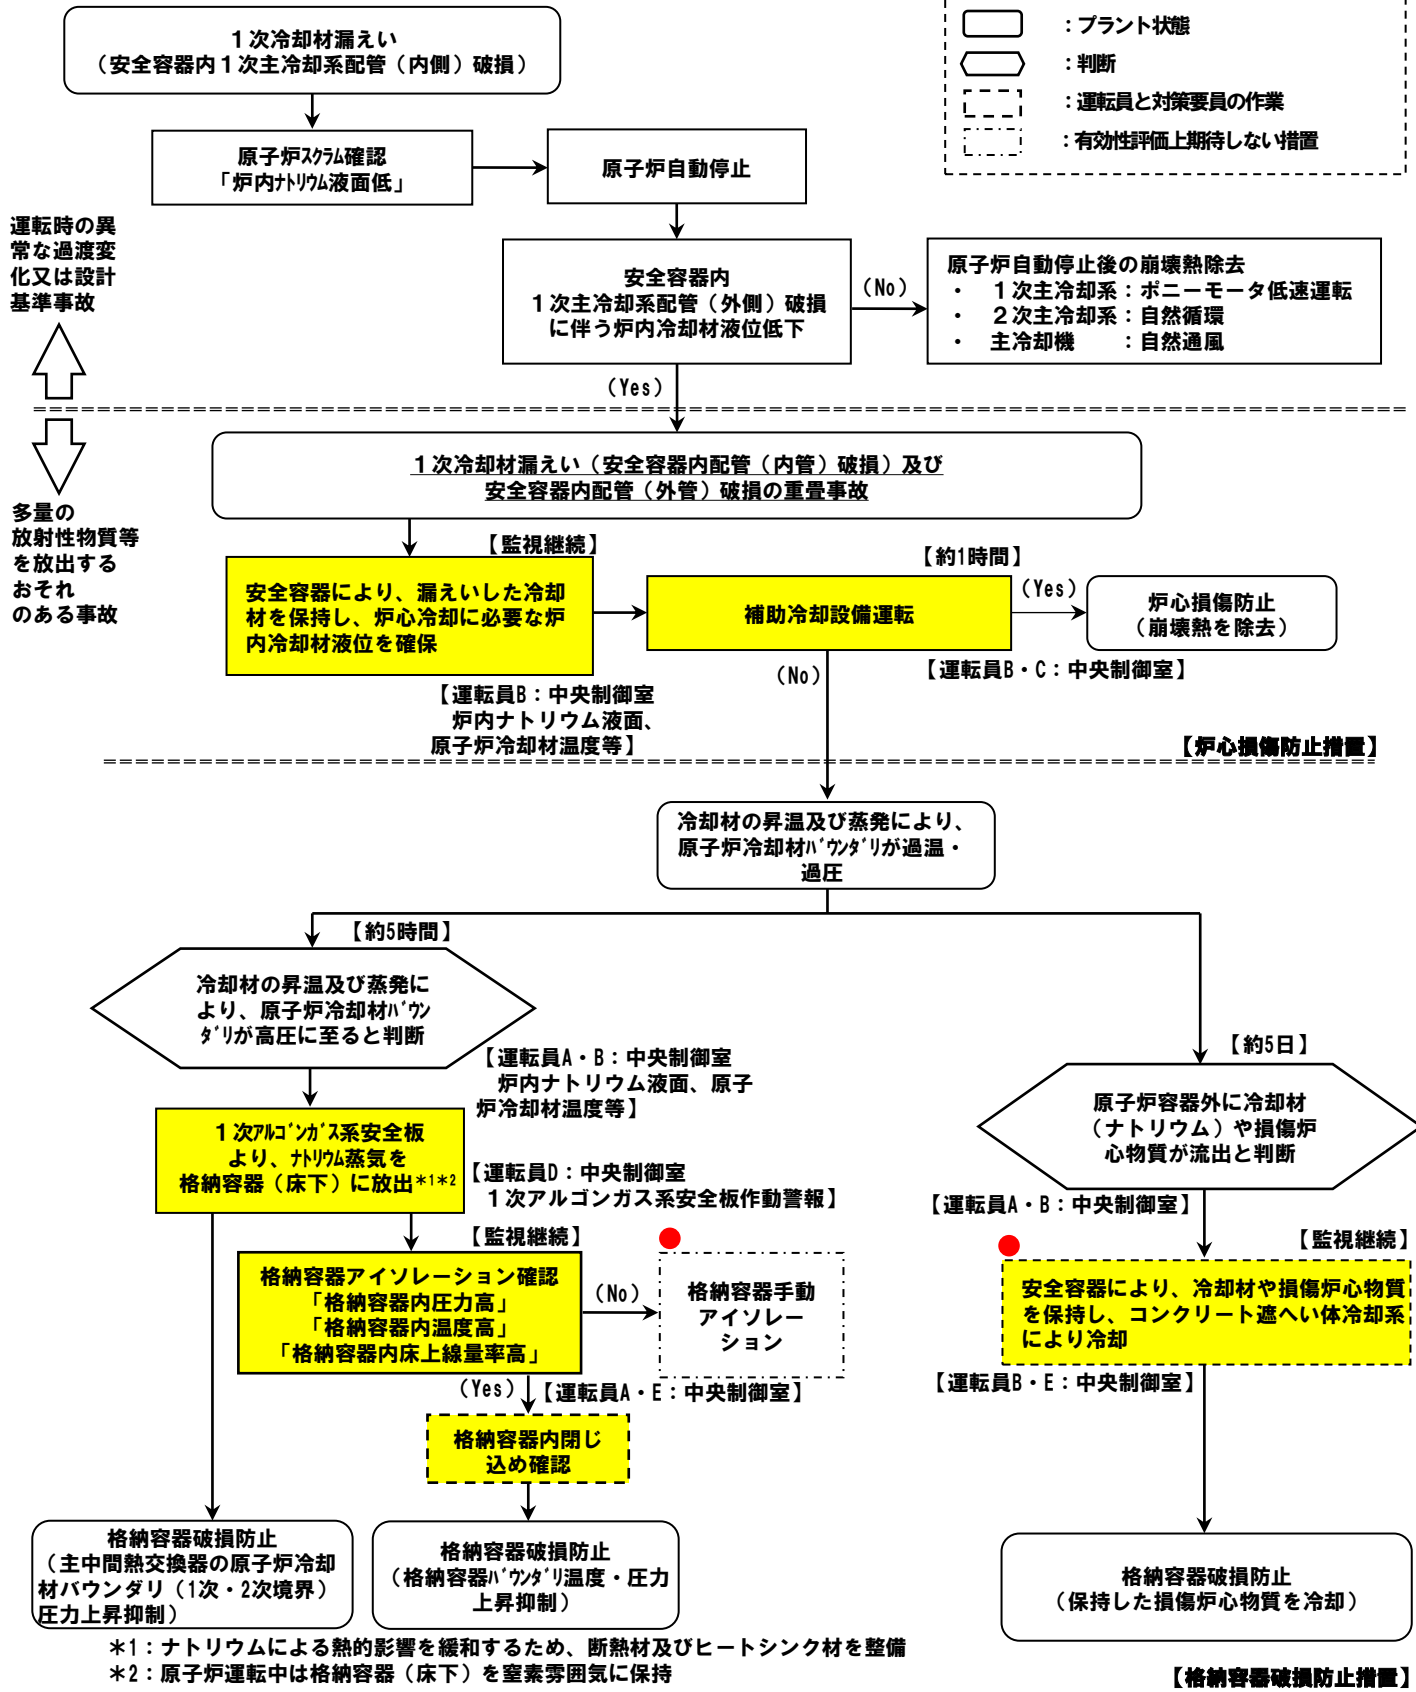 ：プラント状態
：判断
：運転員と対策要員の作業
：有効性評価上期待しない措置
１次冷却材漏えい
（安全容器内１次主冷却系配管（内側）破損）
原子炉ｽｸﾗﾑ確認
「炉内ﾅﾄﾘｳﾑ液面低」
原子炉自動停止
運転時の異
常な過渡変
化又は設計
基準事故
安全容器内
１次主冷却系配管（外側）破損
に伴う炉内冷却材液位低下
（No）
原子炉自動停止後の崩壊熱除去
・　１次主冷却系：ポニーモータ低速運転
・　２次主冷却系：自然循環
・　主冷却機　　：自然通風
（Yes）
多量の
放射性物質等
を放出する
おそれ
のある事故
１次冷却材漏えい（安全容器内配管（内管）破損）及び
安全容器内配管（外管）破損の重畳事故
【監視継続】
安全容器により、漏えいした冷却
材を保持し、炉心冷却に必要な炉
内冷却材液位を確保
【運転員B：中央制御室
炉内ナトリウム液面、
原子炉冷却材温度等】
【約1時間】
補助冷却設備運転
（Yes）
炉心損傷防止
（崩壊熱を除去）
（No）
【運転員B・C：中央制御室】
【炉心損傷防止措置】
冷却材の昇温及び蒸発により、
原子炉冷却材ﾊﾞｳﾝﾀﾞﾘが過温・
過圧
【約5時間】
冷却材の昇温及び蒸発に
より、原子炉冷却材ﾊﾞｳﾝ
ﾀﾞﾘが高圧に至ると判断
【運転員A・B：中央制御室
炉内ナトリウム液面、原子
炉冷却材温度等】
１次ｱﾙｺﾞﾝｶﾞｽ系安全板
より、ﾅﾄﾘｳﾑ蒸気を
格納容器（床下）に放出*1*2
【運転員D：中央制御室
１次アルゴンガス系安全板作動警報】
【監視継続】
格納容器アイソレーション確認
「格納容器内圧力高」
「格納容器内温度高」
「格納容器内床上線量率高」
（No）
格納容器手動
アイソレー
ション
（Yes）
【運転員A・E：中央制御室】
格納容器内閉じ
込め確認
【約5日】
原子炉容器外に冷却材
（ナトリウム）や損傷炉
心物質が流出と判断
【運転員A・B：中央制御室】
【監視継続】
安全容器により、冷却材や損傷炉心物質
を保持し、コンクリート遮へい体冷却系
により冷却
【運転員B・E：中央制御室】
格納容器破損防止
（主中間熱交換器の原子炉冷却
材バウンダリ（1次・2次境界）
圧力上昇抑制）
格納容器破損防止
（格納容器ﾊﾞｳﾝﾀﾞﾘ温度・圧力
上昇抑制）
格納容器破損防止
（保持した損傷炉心物質を冷却）
＊1：ナトリウムによる熱的影響を緩和するため、断熱材及びヒートシンク材を整備
＊2：原子炉運転中は格納容器（床下）を窒素雰囲気に保持
【格納容器破損防止措置】